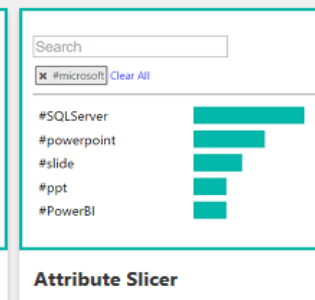 Search
✖ #microsoft Clear All
#SQLServer
#powerpoint
#slide
#ppt
#PowerBI
Attribute Slicer